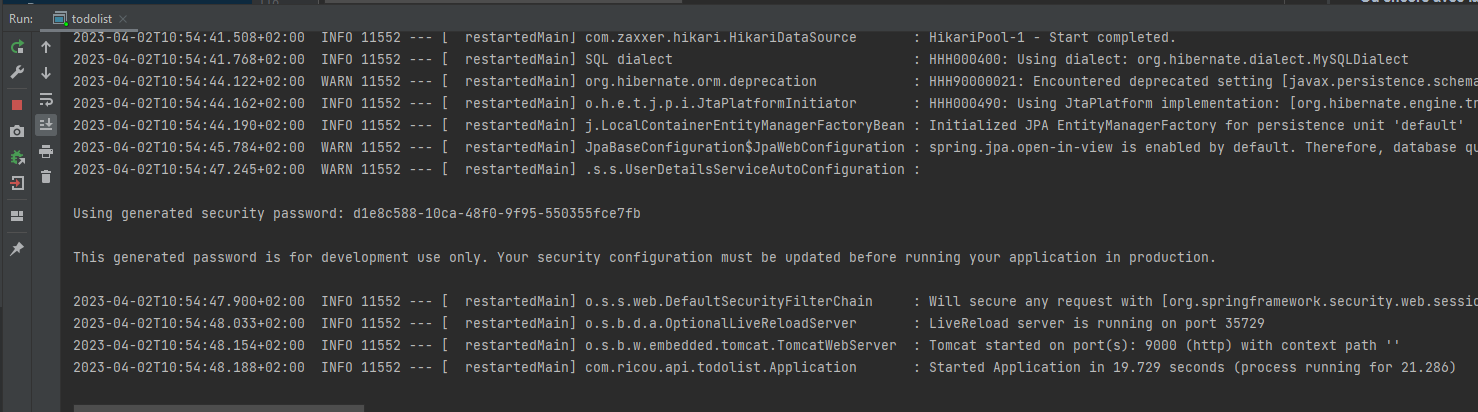 Run: todolist
2023-04-02T10:54:41.508+02:00  INFO 11552 --- [  restartedMain] com.zaxxer.hikari.HikariDataSource       : HikariPool-1 - Start completed.
2023-04-02T10:54:41.768+02:00  INFO 11552 --- [  restartedMain] SQL dialect                              : HHH000400: Using dialect: org.hibernate.dialect.MySQLDialect
2023-04-02T10:54:44.122+02:00  WARN 11552 --- [  restartedMain] org.hibernate.orm.deprecation            : HHH90000021: Encountered deprecated setting [javax.persistence.schema
2023-04-02T10:54:44.162+02:00  INFO 11552 --- [  restartedMain] o.h.e.t.j.p.i.JtaPlatformInitiator       : HHH000490: Using JtaPlatform implementation: [org.hibernate.engine.tr
2023-04-02T10:54:44.190+02:00  INFO 11552 --- [  restartedMain] j.LocalContainerEntityManagerFactoryBean : Initialized JPA EntityManagerFactory for persistence unit 'default'
2023-04-02T10:54:45.784+02:00  WARN 11552 --- [  restartedMain] JpaBaseConfiguration$JpaWebConfiguration : spring.jpa.open-in-view is enabled by default. Therefore, database qu
2023-04-02T10:54:47.245+02:00  WARN 11552 --- [  restartedMain] .s.s.UserDetailsServiceAutoConfiguration :
Using generated security password: d1e8c588-10ca-48f0-9f95-550355fce7fb
This generated password is for development use only. Your security configuration must be updated before running your application in production.
2023-04-02T10:54:47.900+02:00  INFO 11552 --- [  restartedMain] o.s.s.web.DefaultSecurityFilterChain     : Will secure any request with [org.springframework.security.web.sessio
2023-04-02T10:54:48.033+02:00  INFO 11552 --- [  restartedMain] o.s.b.d.a.OptionalLiveReloadServer       : LiveReload server is running on port 35729
2023-04-02T10:54:48.154+02:00  INFO 11552 --- [  restartedMain] o.s.b.w.embedded.tomcat.TomcatWebServer  : Tomcat started on port(s): 9000 (http) with context path ''
2023-04-02T10:54:48.188+02:00  INFO 11552 --- [  restartedMain] com.ricou.api.todolist.Application       : Started Application in 19.729 seconds (process running for 21.286)